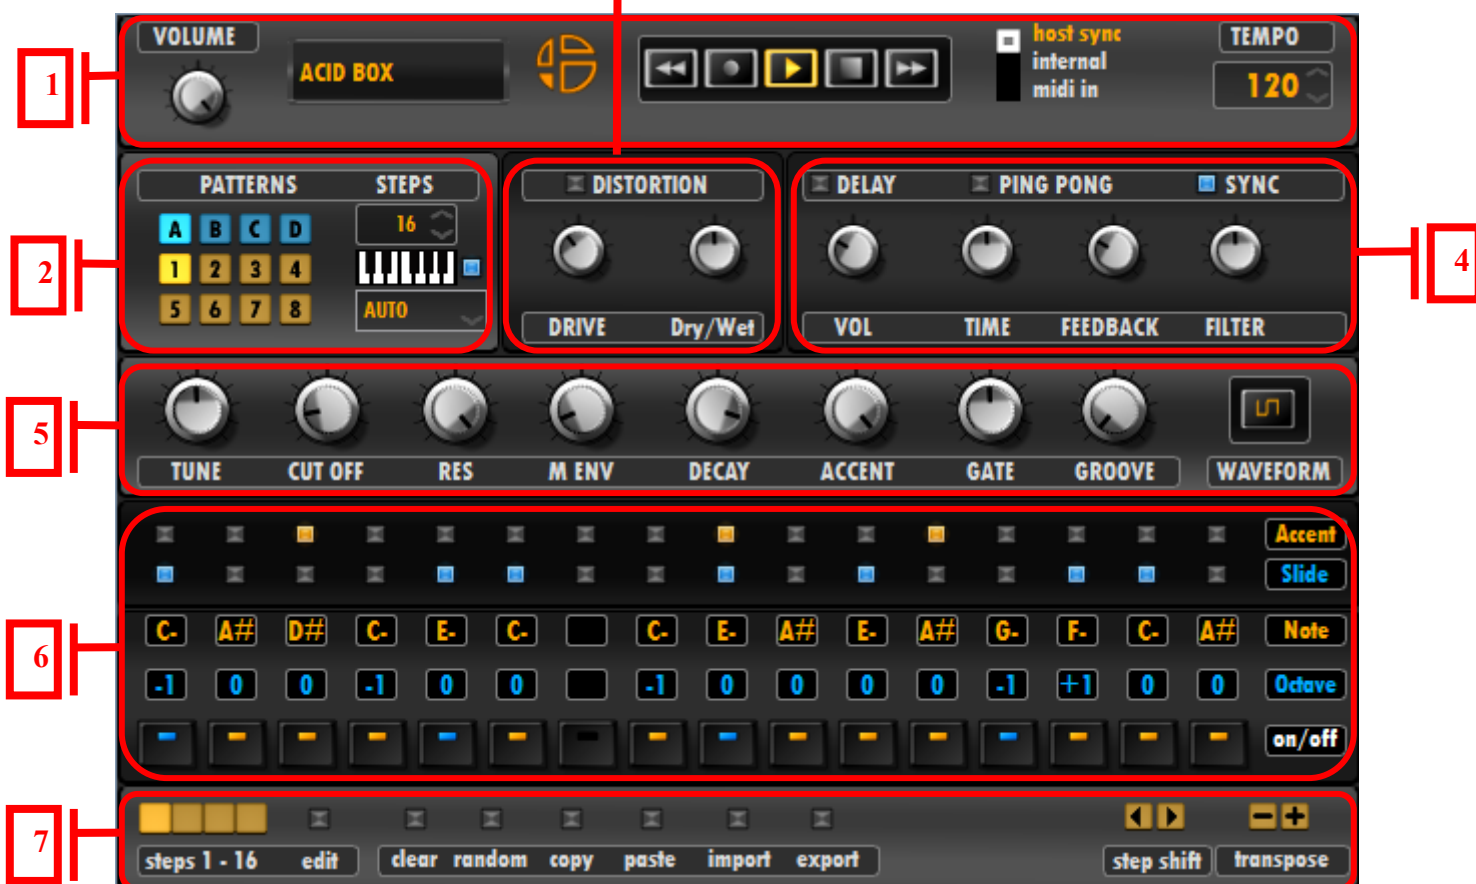 1
VOLUME
ACID BOX
host sync
internal
midi in
TEMPO
120
2
PATTERNS STEPS
A B C D
16
1 2 3 4
5 6 7 8
AUTO
DISTORTION
DRIVE Dry/Wet
DELAY PING PONG SYNC
VOL TIME FEEDBACK FILTER
4
5
TUNE CUT OFF RES M ENV DECAY ACCENT GATE GROOVE WAVEFORM
6
Accent
Slide
C- A# D# C- E- C- C- E- A# E- A# G- F- C- A# Note
-1 0 0 -1 0 0 -1 0 0 0 0 -1 +1 0 0 Octave
on/off
7
steps 1 - 16 edit clear random copy paste import export step shift transpose